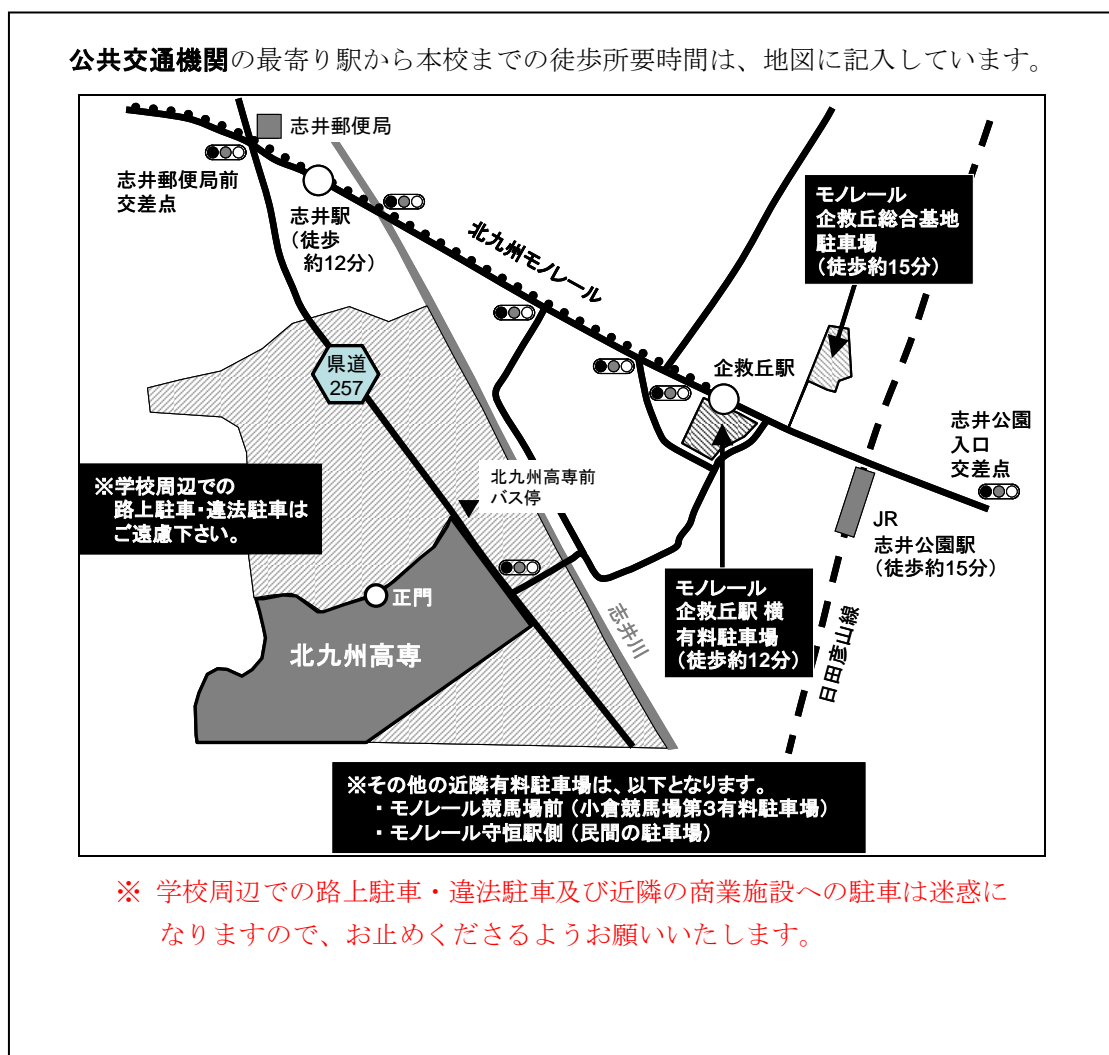 公共交通機関の最寄り駅から本校までの徒歩所要時間は、地図に記入しています。
志井郵便局
志井郵便局前
交差点
志井駅
(徒歩
約12分)
北九州モノレール
モノレール
企救丘総合基地
駐車場
(徒歩約15分)
県道
257
企救丘駅
志井公園
入口
交差点
※学校周辺での
路上駐車・違法駐車は
ご遠慮下さい。
北九州高専前
バス停
JR
志井公園駅
(徒歩約15分)
正門
北九州高専
志井川
モノレール
企救丘駅 横
有料駐車場
(徒歩約12分)
日田彦山線
※その他の近隣有料駐車場は、以下となります。
・ モノレール競馬場前 (小倉競馬場第3有料駐車場)
・ モノレール守恒駅側 (民間の駐車場)
※ 学校周辺での路上駐車・違法駐車及び近隣の商業施設への駐車は迷惑に
なりますので、お止めくださるようお願いいたします。